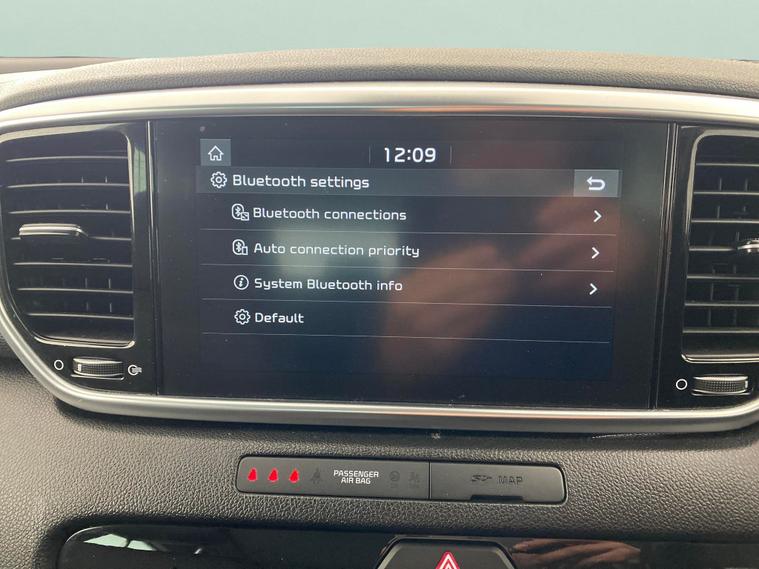 12:09
Bluetooth settings
Bluetooth connections
Auto connection priority
System Bluetooth info
Default
PASSENGER
AIR BAG
MAP